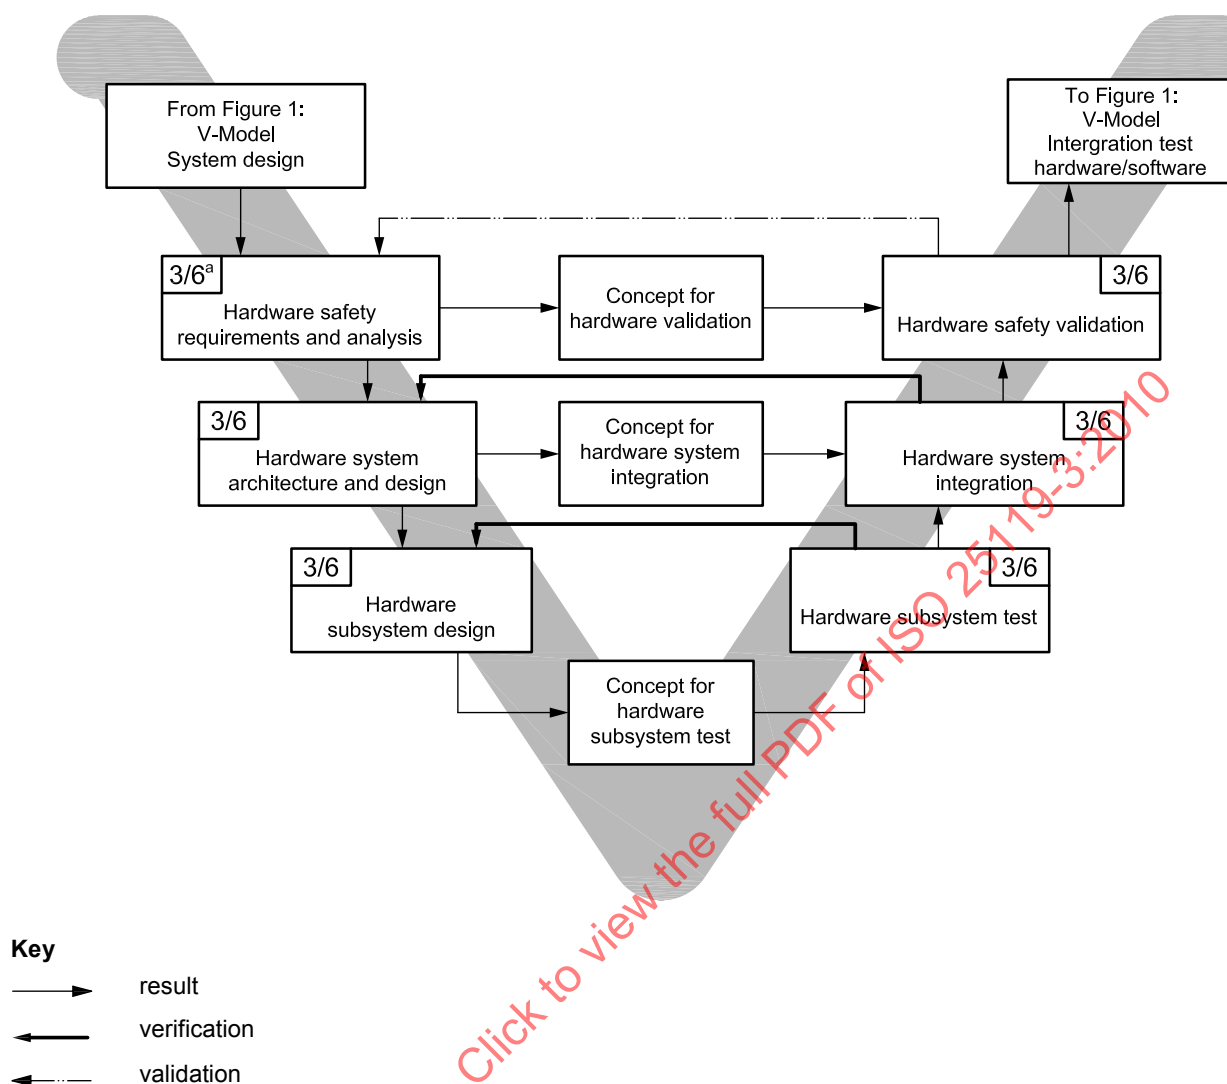 From Figure 1:
V-Model
System design
To Figure 1:
V-Model
Intergration test
hardware/software
3/6a
Hardware safety
requirements and analysis
Concept for
hardware validation
3/6
Hardware safety validation
3/6
Hardware system
architecture and design
Concept for
hardware system
integration
3/6
Hardware system
integration
3/6
Hardware
subsystem design
3/6
Hardware subsystem test
Concept for
hardware
subsystem test
Click to view the full PDF of ISO 25119-3:2010
Key
result
verification
validation